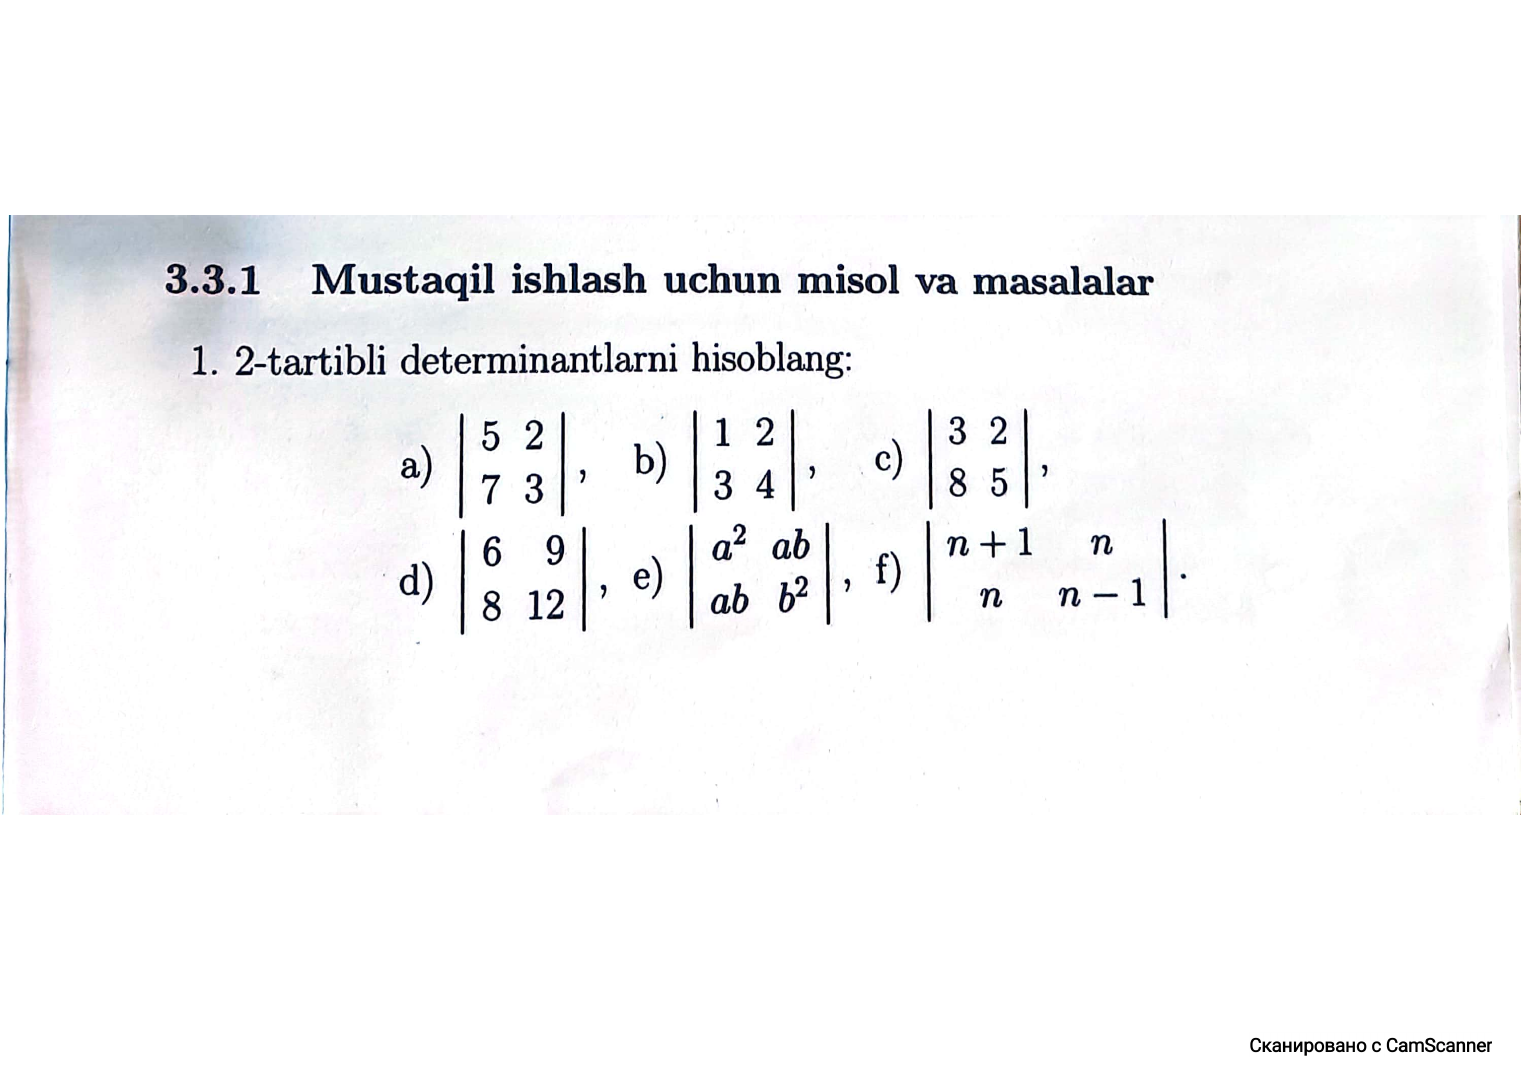 3.3.1 Mustaqil ishlash uchun misol va masalalar
1. 2-tartibli determinantlarni hisoblang:
a) | 5 2 |, b) | 1 2 |, c) | 3 2 |,
| 7 3 | | 3 4 | | 8 5 |
d) | 6 9 |, e) | a² ab |, f) | n + 1 n |.
| 8 12 | | ab b² | | n n − 1 |
Сканировано с CamScanner